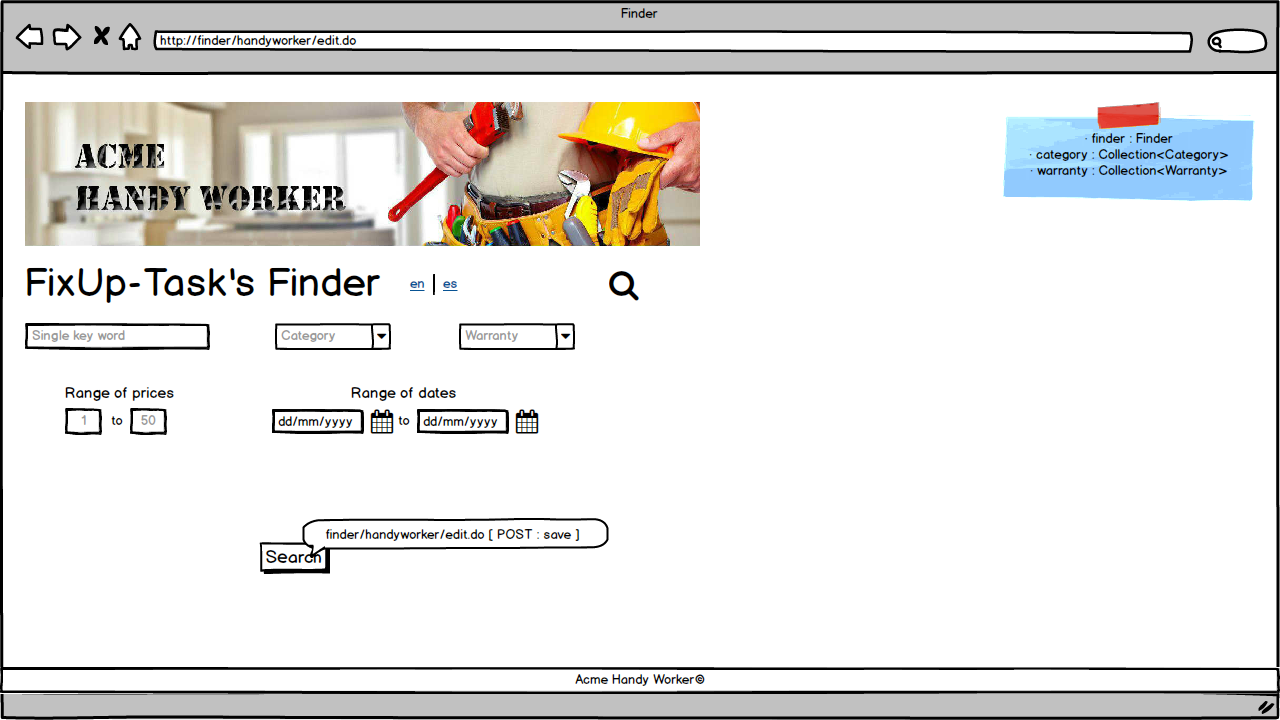 Finder
http://finder/handyworker/edit.do
ACME
HANDY WORKER
· finder : Finder
· category : Collection<Category>
· warranty : Collection<Warranty>
FixUp-Task's Finder
en | es
Single key word
Category
Warranty
Range of prices
Range of dates
1 to 50
dd/mm/yyyy to dd/mm/yyyy
finder/handyworker/edit.do [ POST : save ]
Search
Acme Handy Worker©